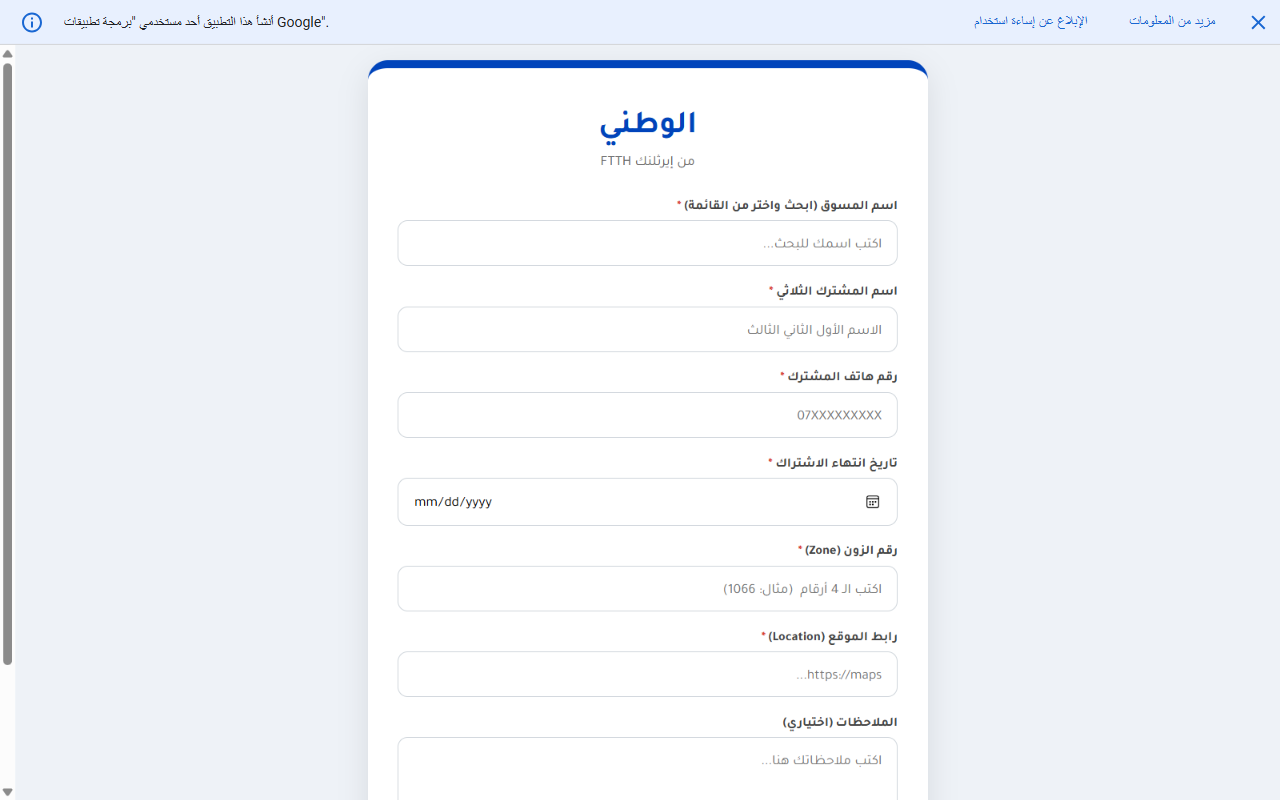 أنشأ هذا التطبيق أحد مستخدمي "برمجة تطبيقات Google".
مزيد من المعلومات
الإبلاغ عن إساءة استخدام
الوطني
من إيرثلنك FTTH
اسم المسوق (ابحث واختر من القائمة) *
اكتب اسمك للبحث...
اسم المشترك الثلاثي *
الاسم الأول الثاني الثالث
رقم هاتف المشترك *
07XXXXXXXXX
تاريخ انتهاء الاشتراك *
mm/dd/yyyy
رقم الزون (Zone) *
اكتب الـ 4 أرقام (مثال: 1066)
رابط الموقع (Location) *
https://maps...
الملاحظات (اختياري)
اكتب ملاحظاتك هنا...